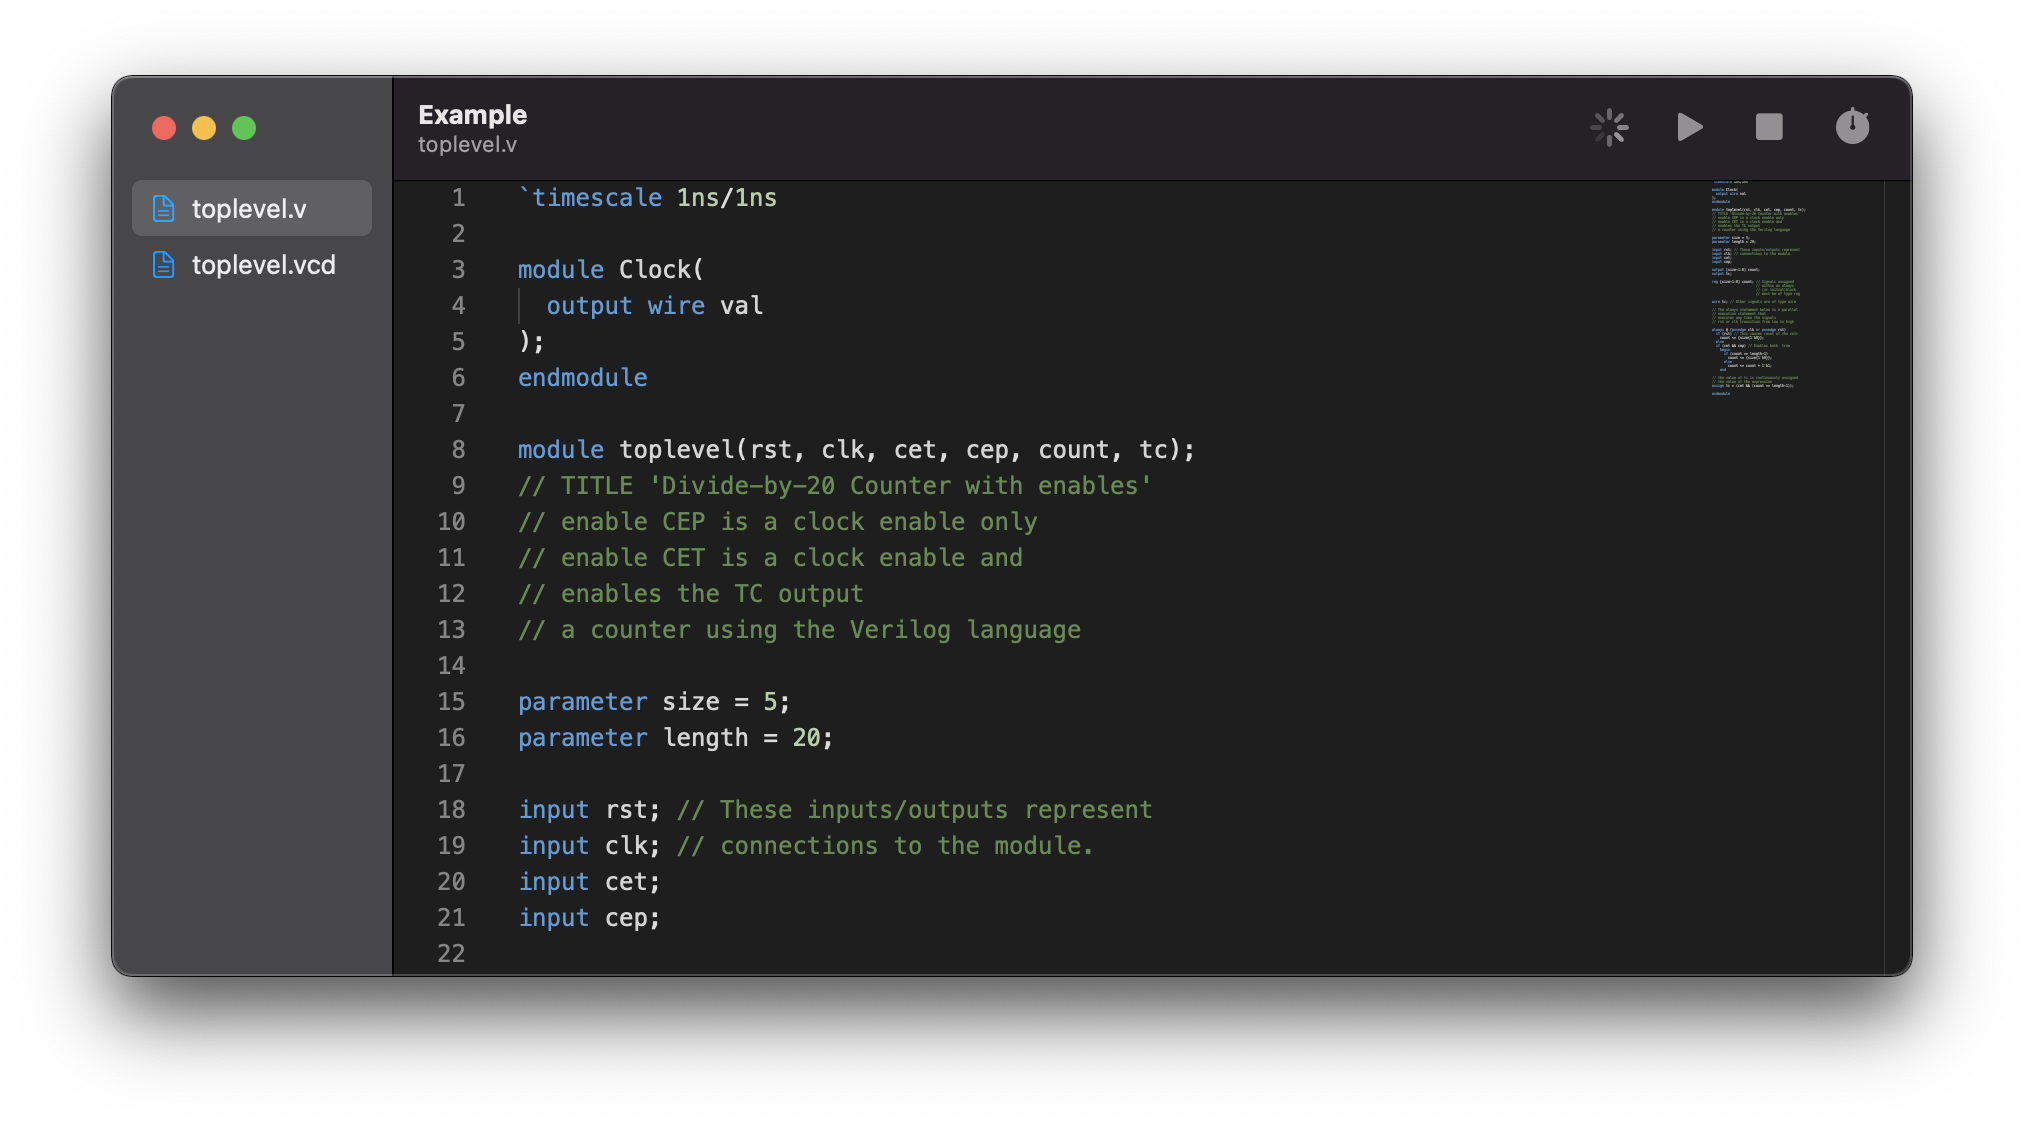 Example
toplevel.v
toplevel.v
toplevel.vcd
1 `timescale 1ns/1ns
2
3 module Clock(
4 output wire val
5 );
6 endmodule
7
8 module toplevel(rst, clk, cet, cep, count, tc);
9 // TITLE 'Divide-by-20 Counter with enables'
10 // enable CEP is a clock enable only
11 // enable CET is a clock enable and
12 // enables the TC output
13 // a counter using the Verilog language
14
15 parameter size = 5;
16 parameter length = 20;
17
18 input rst; // These inputs/outputs represent
19 input clk; // connections to the module.
20 input cet;
21 input cep;
22